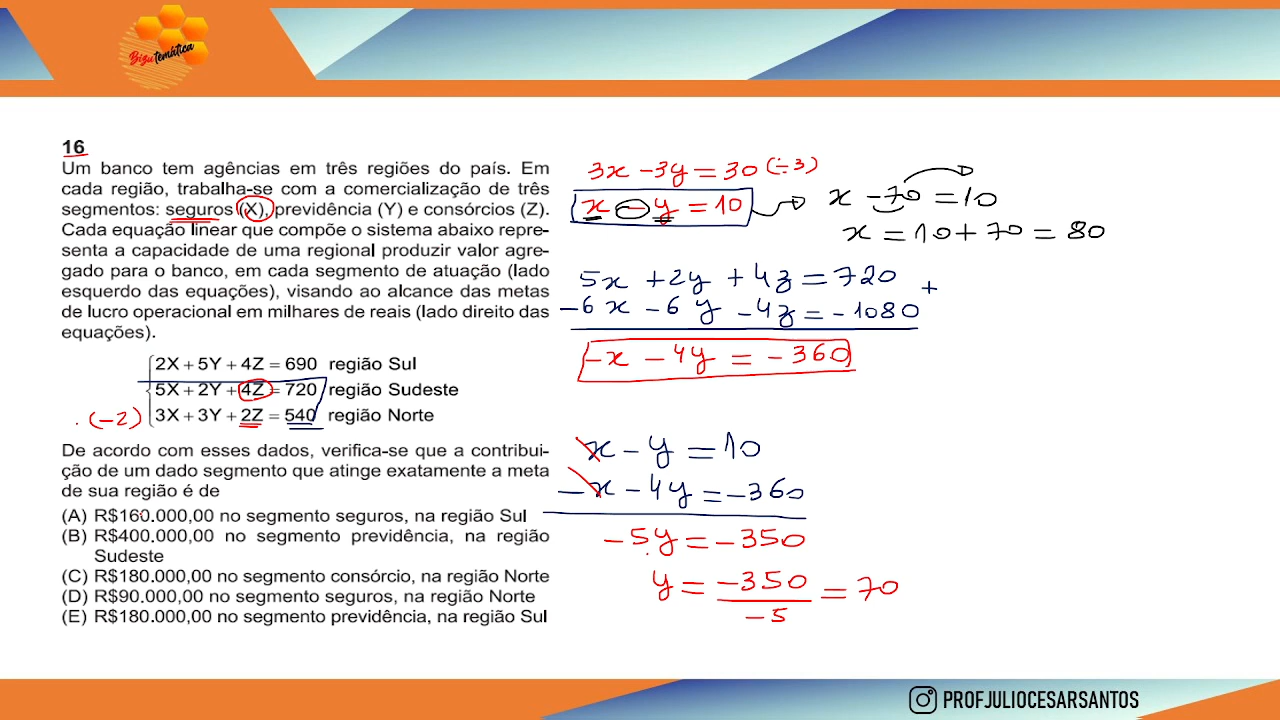 Bizutemática
16
Um banco tem agências em três regiões do país. Em
cada região, trabalha-se com a comercialização de três
segmentos: seguros (X), previdência (Y) e consórcios (Z).
Cada equação linear que compõe o sistema abaixo repre-
senta a capacidade de uma regional produzir valor agre-
gado para o banco, em cada segmento de atuação (lado
esquerdo das equações), visando ao alcance das metas
de lucro operacional em milhares de reais (lado direito das
equações).
2X + 5Y + 4Z = 690 região Sul
5X + 2Y + 4Z = 720 região Sudeste
. (-2) 3X + 3Y + 2Z = 540 região Norte
De acordo com esses dados, verifica-se que a contribui-
ção de um dado segmento que atinge exatamente a meta
de sua região é de
(A) R$160.000,00 no segmento seguros, na região Sul
(B) R$400.000,00 no segmento previdência, na região
Sudeste
(C) R$180.000,00 no segmento consórcio, na região Norte
(D) R$90.000,00 no segmento seguros, na região Norte
(E) R$180.000,00 no segmento previdência, na região Sul
3x - 3y = 30 (÷3)
x - y = 10
x - 70 = 10
x = 10 + 70 = 80
5x + 2y + 4z = 720 +
-6x - 6y - 4z = -1080
-x - 4y = -360
x - y = 10
-x - 4y = -360
-5y = -350
y = -350 / -5 = 70
PROFJULIOCESARSANTOS